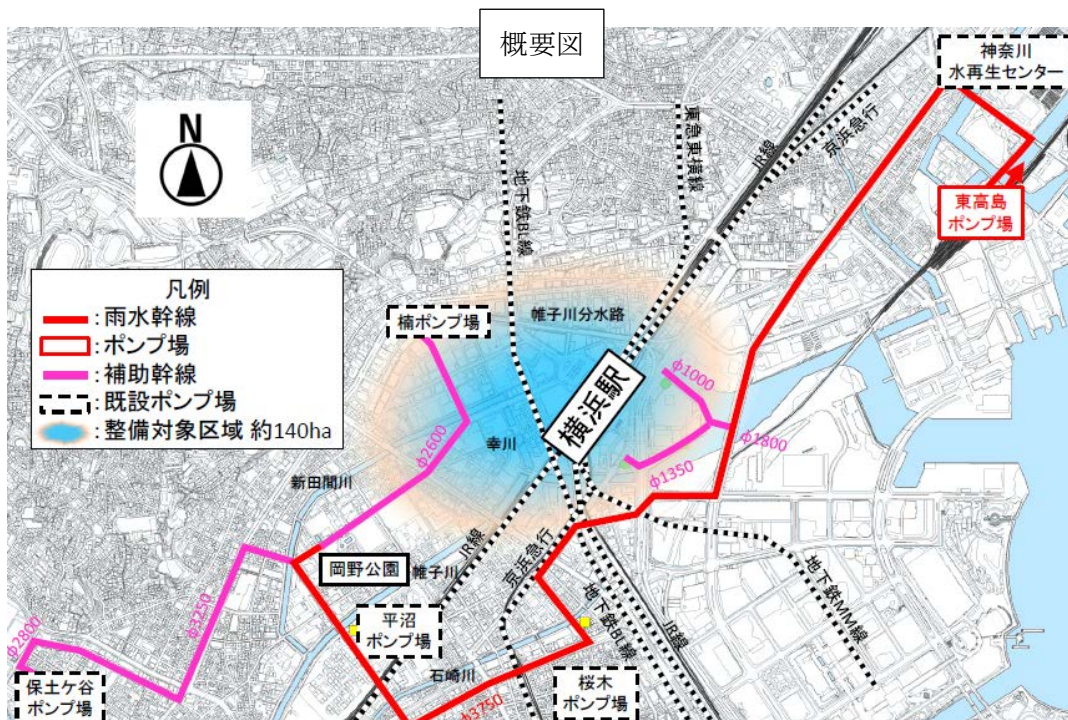 概要図
神奈川
水再生センター
N
東急東横線
JR線
京浜急行
地下鉄BL線
東高島
ポンプ場
凡例
:雨水幹線
:ポンプ場
:補助幹線
:既設ポンプ場
:整備対象区域 約140ha
楠ポンプ場
帷子川分水路
横浜駅
φ1000
φ1800
φ1350
φ2600
幸川
新田間川
岡野公園
帷子川
JR線
京浜急行
地下鉄BL線
JR線
地下鉄MM線
平沼
ポンプ場
φ3250
φ2800
保土ケ谷
ポンプ場
石崎川
φ3750
桜木
ポンプ場